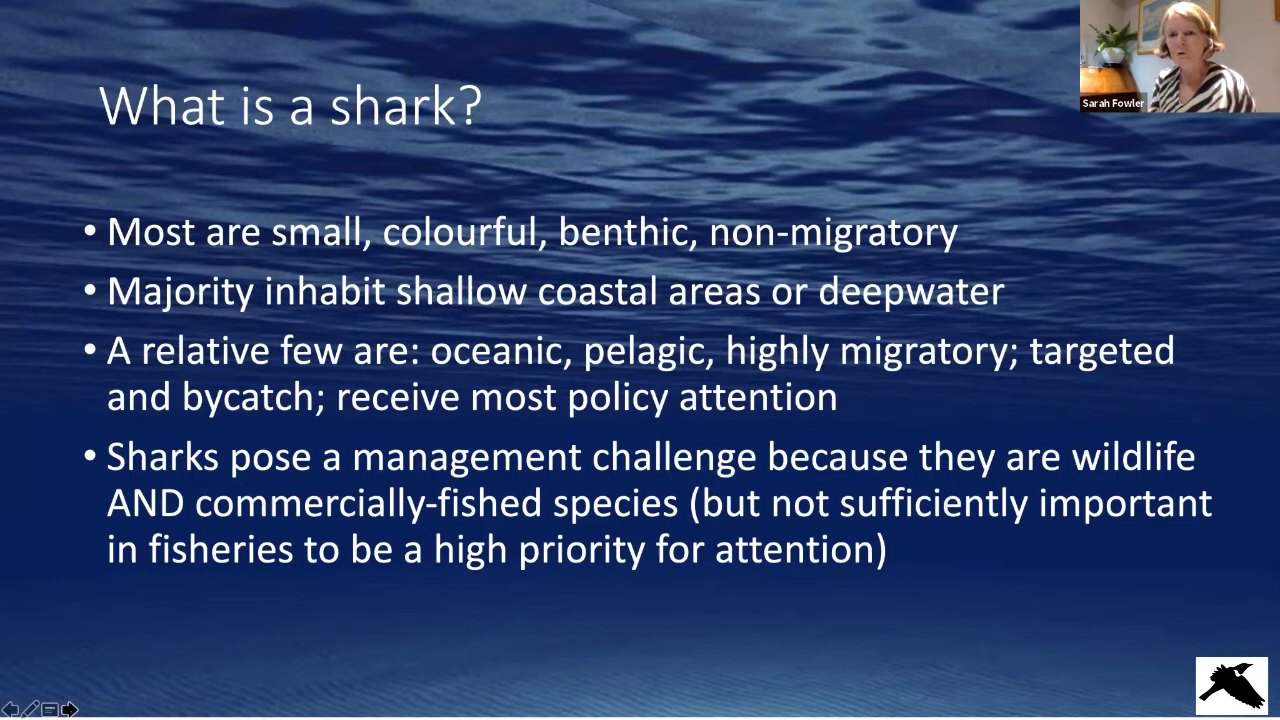 What is a shark?
Sarah Fowler
• Most are small, colourful, benthic, non-migratory
• Majority inhabit shallow coastal areas or deepwater
• A relative few are: oceanic, pelagic, highly migratory; targeted
and bycatch; receive most policy attention
• Sharks pose a management challenge because they are wildlife
AND commercially-fished species (but not sufficiently important
in fisheries to be a high priority for attention)